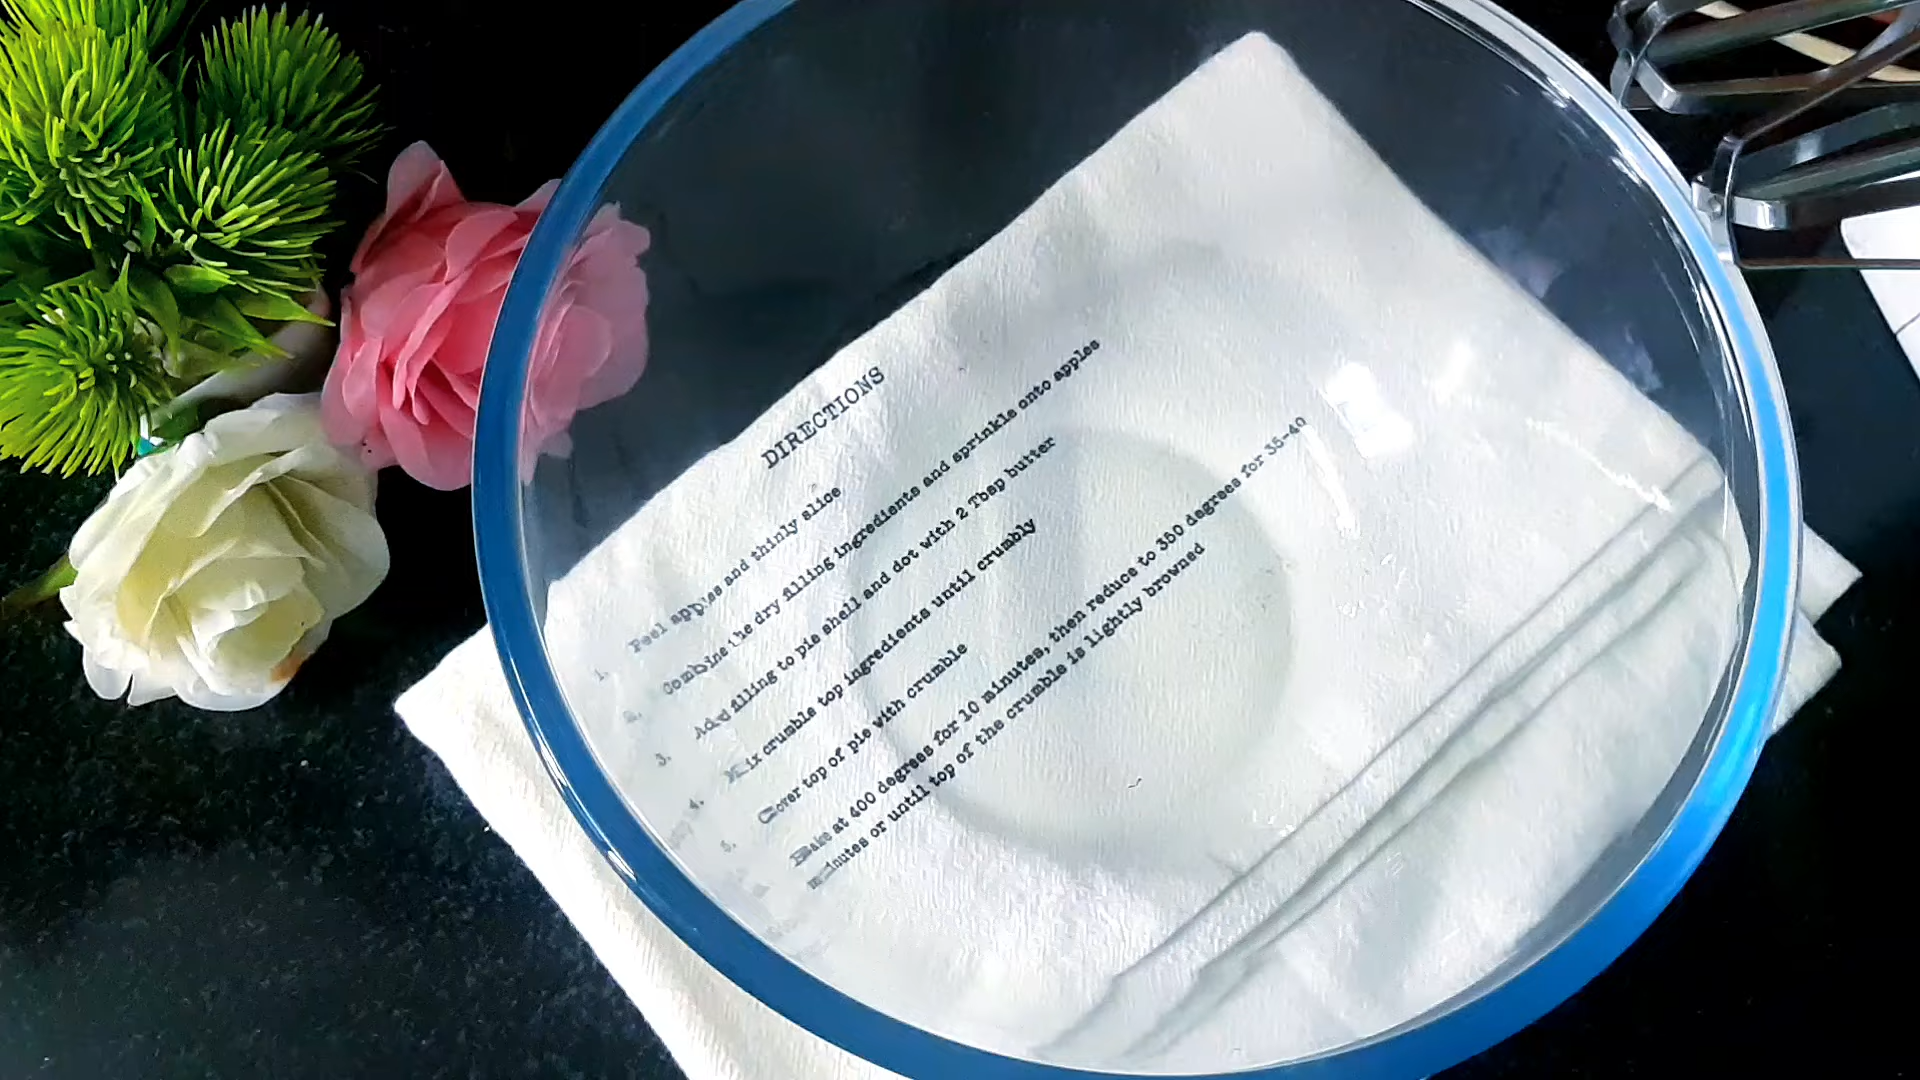 DIRECTIONS
1. Peel apples and thinly slice
2. Combine the dry filling ingredients and sprinkle onto apples
3. Add filling to pie shell and dot with 2 Tbsp butter
4. Mix crumble top ingredients until crumbly
5. Cover top of pie with crumble
Bake at 400 degrees for 10 minutes, then reduce to 350 degrees for 35-40
minutes or until top of the crumble is lightly browned